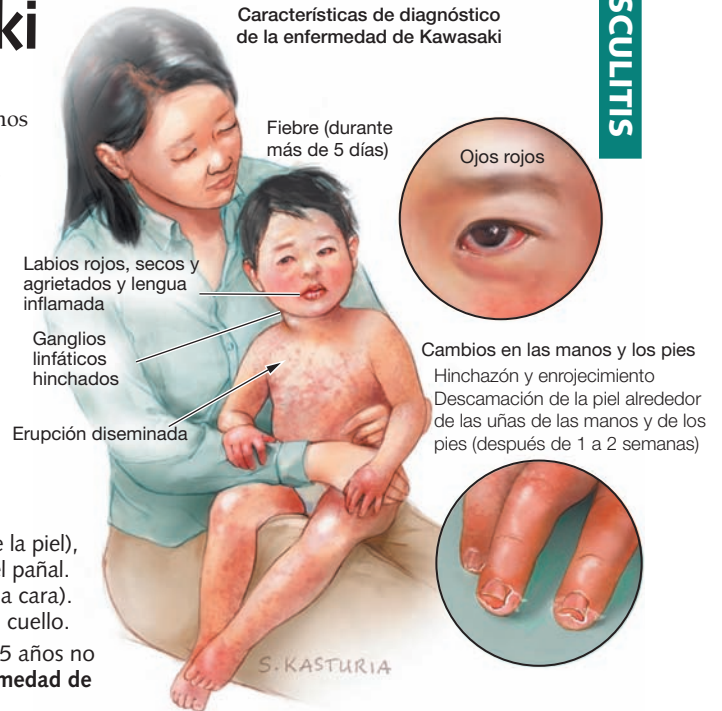 ki
Características de diagnóstico
de la enfermedad de Kawasaki
SCULITIS
Fiebre (durante
más de 5 días)
Ojos rojos
Labios rojos, secos y
agrietados y lengua
inflamada
Ganglios
linfáticos
hinchados
Erupción diseminada
Cambios en las manos y los pies
Hinchazón y enrojecimiento
Descamación de la piel alrededor
de las uñas de las manos y de los
pies (después de 1 a 2 semanas)
nos
e la piel),
el pañal.
a cara).
cuello.
5 años no
medad de
S. KASTURIA